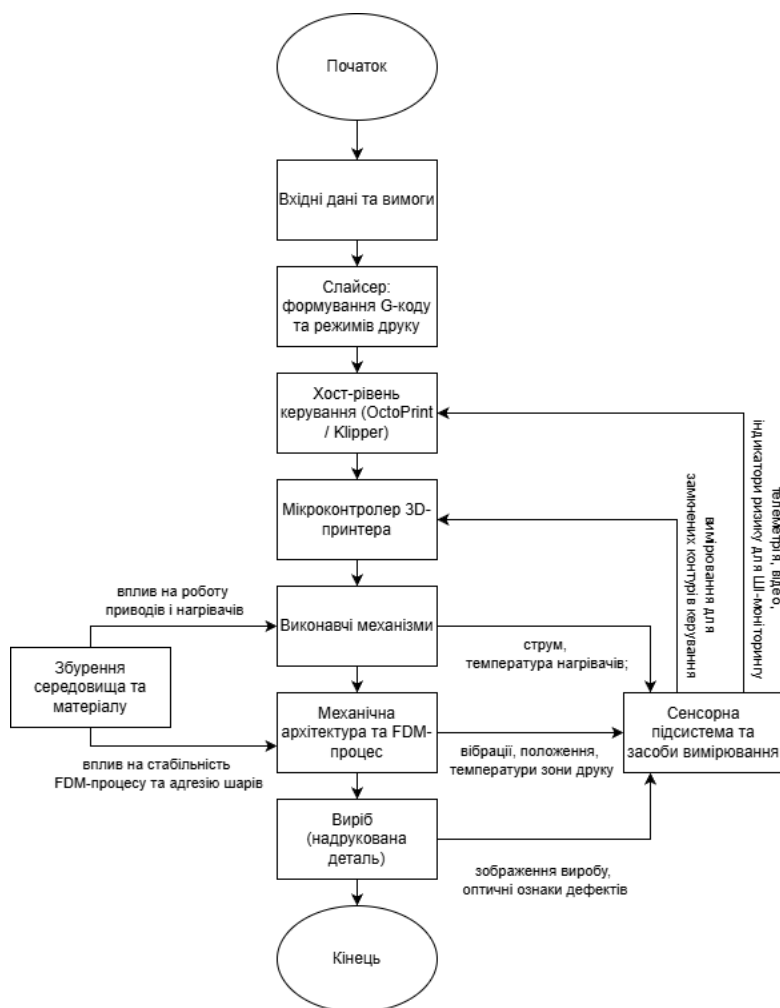 Початок
Вхідні дані та вимоги
Слайсер:
формування G-коду
та режимів друку
Хост-рівень
керування (OctoPrint
/ Klipper)
Мікроконтролер 3D-
принтера
вплив на роботу
приводів і нагрівачів
Виконавчі механізми
струм,
температура нагрівачів;
Збурення
середовища та
матеріалу
вплив на стабільність
FDM-процесу та адгезію шарів
Механічна
архітектура та FDM-
процес
вібрації, положення,
температури зони друку
Сенсорна
підсистема та
засоби вимірювання
вимірювання для
замкнених контурів керування
телеметрія, відео,
індикатори ризику для ШІ-моніторингу
Виріб
(надрукована
деталь)
зображення виробу,
оптичні ознаки дефектів
Кінець